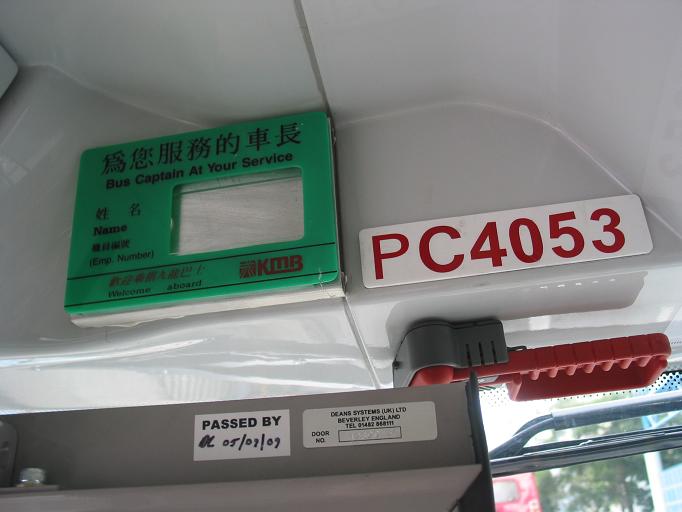 為您服務的車長
Bus Captain At Your Service
姓 名
Name
職員編號
(Emp. Number)
歡迎乘搭九龍巴士
Welcome aboard
KMB
PC4053
PASSED BY
05/02/09
DEANS SYSTEMS (UK) LTD
BEVERLEY ENGLAND
TEL 01482 868111
DOOR
NO.